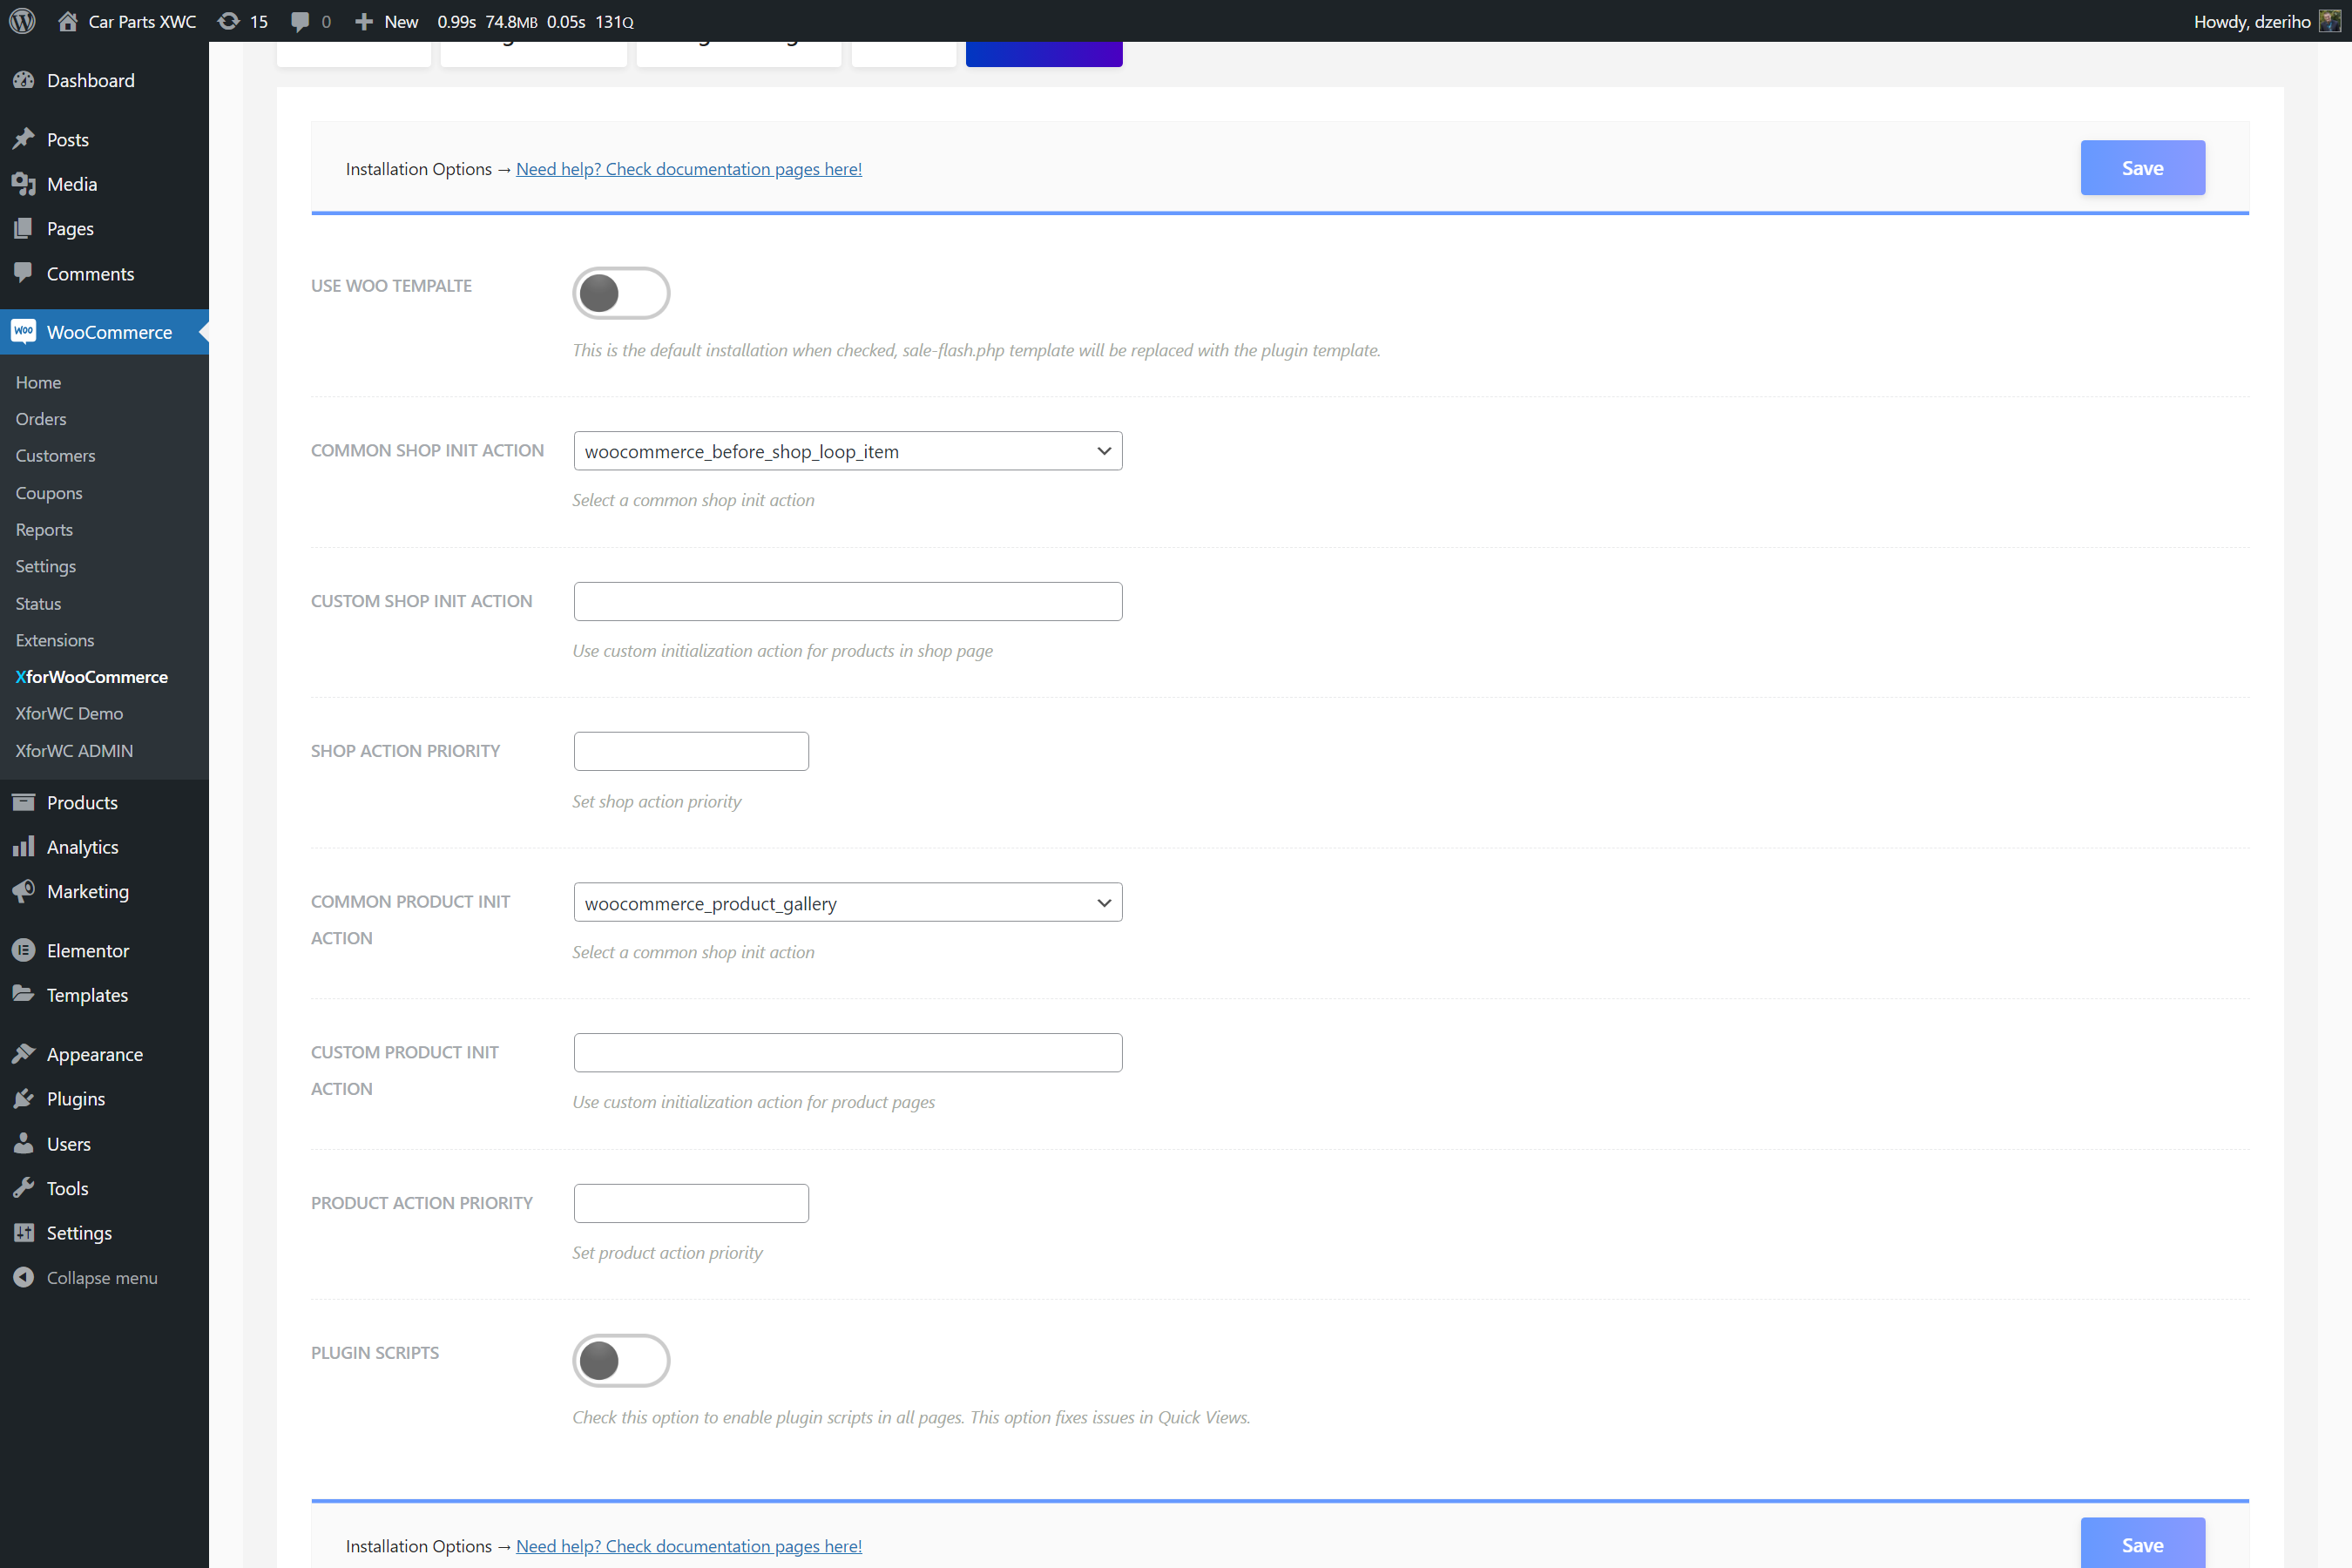 Car Parts XWC 15 0 New 0.99s 74.8MB 0.05s 131Q Howdy, dzeriho
Dashboard
Posts
Media
Pages
Comments
WOO WooCommerce
Home
Orders
Customers
Coupons
Reports
Settings
Status
Extensions
XforWooCommerce
XforWC Demo
XforWC ADMIN
Products
Analytics
Marketing
Elementor
Templates
Appearance
Plugins
Users
Tools
Settings
Collapse menu
Installation Options → Need help? Check documentation pages here! Save
USE WOO TEMPALTE
This is the default installation when checked, sale-flash.php template will be replaced with the plugin template.
COMMON SHOP INIT ACTION woocommerce_before_shop_loop_item
Select a common shop init action
CUSTOM SHOP INIT ACTION
Use custom initialization action for products in shop page
SHOP ACTION PRIORITY
Set shop action priority
COMMON PRODUCT INIT woocommerce_product_gallery
ACTION
Select a common shop init action
CUSTOM PRODUCT INIT
ACTION
Use custom initialization action for product pages
PRODUCT ACTION PRIORITY
Set product action priority
PLUGIN SCRIPTS
Check this option to enable plugin scripts in all pages. This option fixes issues in Quick Views.
Installation Options → Need help? Check documentation pages here! Save